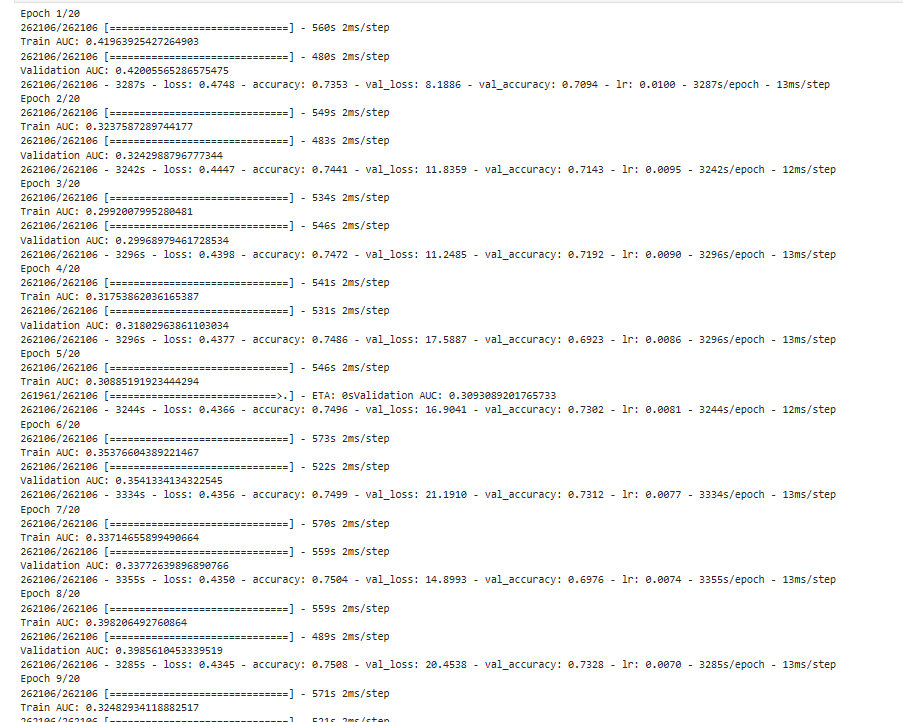 Epoch 1/20
262106/262106 [==============================] - 560s 2ms/step
Train AUC: 0.41963925427264903
262106/262106 [==============================] - 480s 2ms/step
Validation AUC: 0.42005565286575475
262106/262106 - 3287s - loss: 0.4748 - accuracy: 0.7353 - val_loss: 8.1886 - val_accuracy: 0.7094 - lr: 0.0100 - 3287s/epoch - 13ms/step
Epoch 2/20
262106/262106 [==============================] - 549s 2ms/step
Train AUC: 0.3237587289744177
262106/262106 [==============================] - 483s 2ms/step
Validation AUC: 0.3242988796777344
262106/262106 - 3242s - loss: 0.4447 - accuracy: 0.7441 - val_loss: 11.8359 - val_accuracy: 0.7143 - lr: 0.0095 - 3242s/epoch - 12ms/step
Epoch 3/20
262106/262106 [==============================] - 534s 2ms/step
Train AUC: 0.2992007995280481
262106/262106 [==============================] - 546s 2ms/step
Validation AUC: 0.29968979461728534
262106/262106 - 3296s - loss: 0.4398 - accuracy: 0.7472 - val_loss: 11.2485 - val_accuracy: 0.7192 - lr: 0.0090 - 3296s/epoch - 13ms/step
Epoch 4/20
262106/262106 [==============================] - 541s 2ms/step
Train AUC: 0.31753862036165387
262106/262106 [==============================] - 531s 2ms/step
Validation AUC: 0.31802963861103034
262106/262106 - 3296s - loss: 0.4377 - accuracy: 0.7486 - val_loss: 17.5887 - val_accuracy: 0.6923 - lr: 0.0086 - 3296s/epoch - 13ms/step
Epoch 5/20
262106/262106 [==============================] - 546s 2ms/step
Train AUC: 0.30885191923444294
261961/262106 [============================>.] - ETA: 0sValidation AUC: 0.3093089201765733
262106/262106 - 3244s - loss: 0.4366 - accuracy: 0.7496 - val_loss: 16.9041 - val_accuracy: 0.7302 - lr: 0.0081 - 3244s/epoch - 12ms/step
Epoch 6/20
262106/262106 [==============================] - 573s 2ms/step
Train AUC: 0.35376604389221467
262106/262106 [==============================] - 522s 2ms/step
Validation AUC: 0.3541334134322545
262106/262106 - 3334s - loss: 0.4356 - accuracy: 0.7499 - val_loss: 21.1910 - val_accuracy: 0.7312 - lr: 0.0077 - 3334s/epoch - 13ms/step
Epoch 7/20
262106/262106 [==============================] - 570s 2ms/step
Train AUC: 0.33714655899490664
262106/262106 [==============================] - 559s 2ms/step
Validation AUC: 0.33772639896890766
262106/262106 - 3355s - loss: 0.4350 - accuracy: 0.7504 - val_loss: 14.8993 - val_accuracy: 0.6976 - lr: 0.0074 - 3355s/epoch - 13ms/step
Epoch 8/20
262106/262106 [==============================] - 559s 2ms/step
Train AUC: 0.398206492760864
262106/262106 [==============================] - 489s 2ms/step
Validation AUC: 0.3985610453339519
262106/262106 - 3285s - loss: 0.4345 - accuracy: 0.7508 - val_loss: 20.4538 - val_accuracy: 0.7328 - lr: 0.0070 - 3285s/epoch - 13ms/step
Epoch 9/20
262106/262106 [==============================] - 571s 2ms/step
Train AUC: 0.32482934118882517
262106/262106 [==============================] - 521s 2ms/step